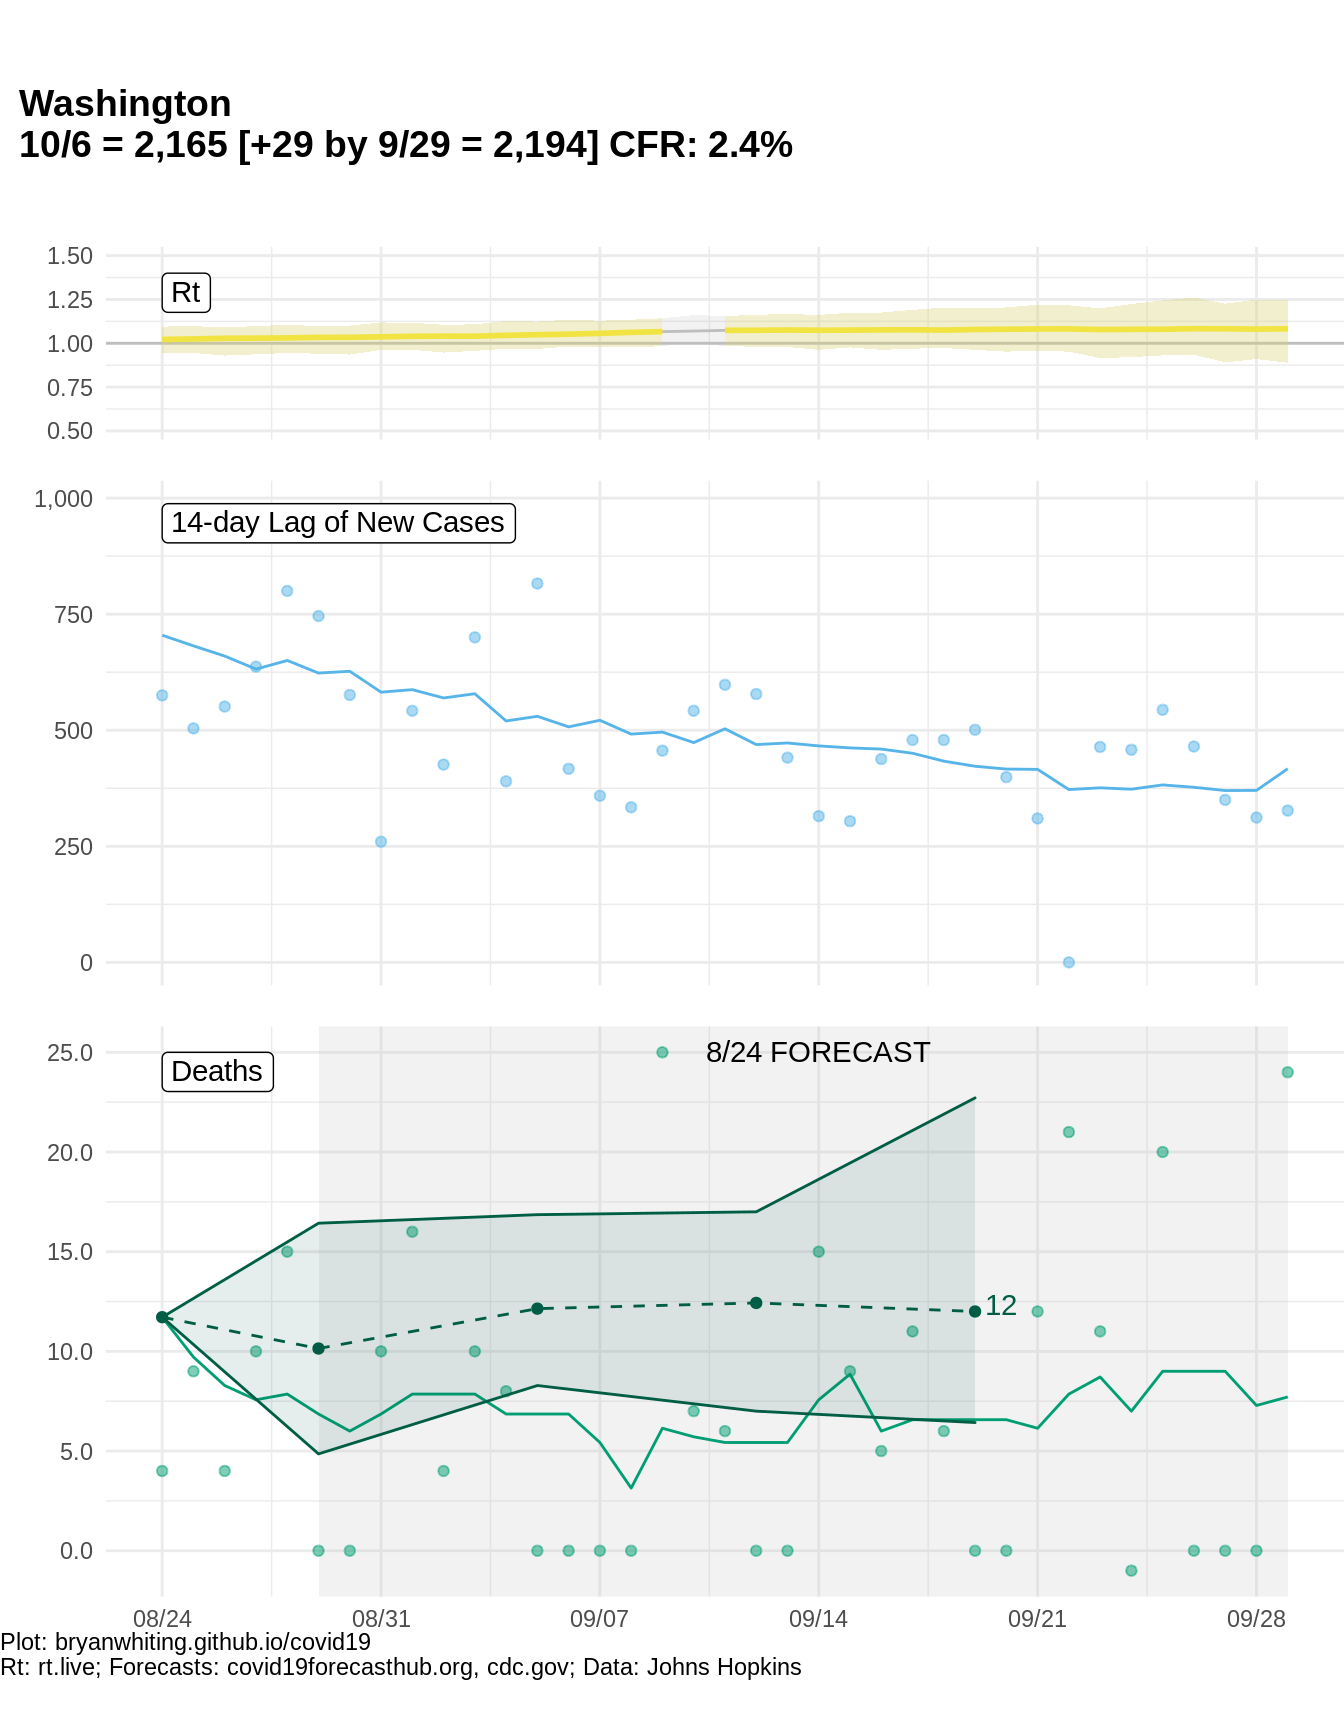 Washington
10/6 = 2,165 [+29 by 9/29 = 2,194] CFR: 2.4%
1.50
Rt
1.25
1.00
0.75
0.50
1,000
14-day Lag of New Cases
750
500
250
0
25.0
8/24 FORECAST
Deaths
20.0
15.0
12
10.0
5.0
0.0
08/24 08/31 09/07 09/14 09/21 09/28
Plot: bryanwhiting.github.io/covid19
Rt: rt.live; Forecasts: covid19forecasthub.org, cdc.gov; Data: Johns Hopkins